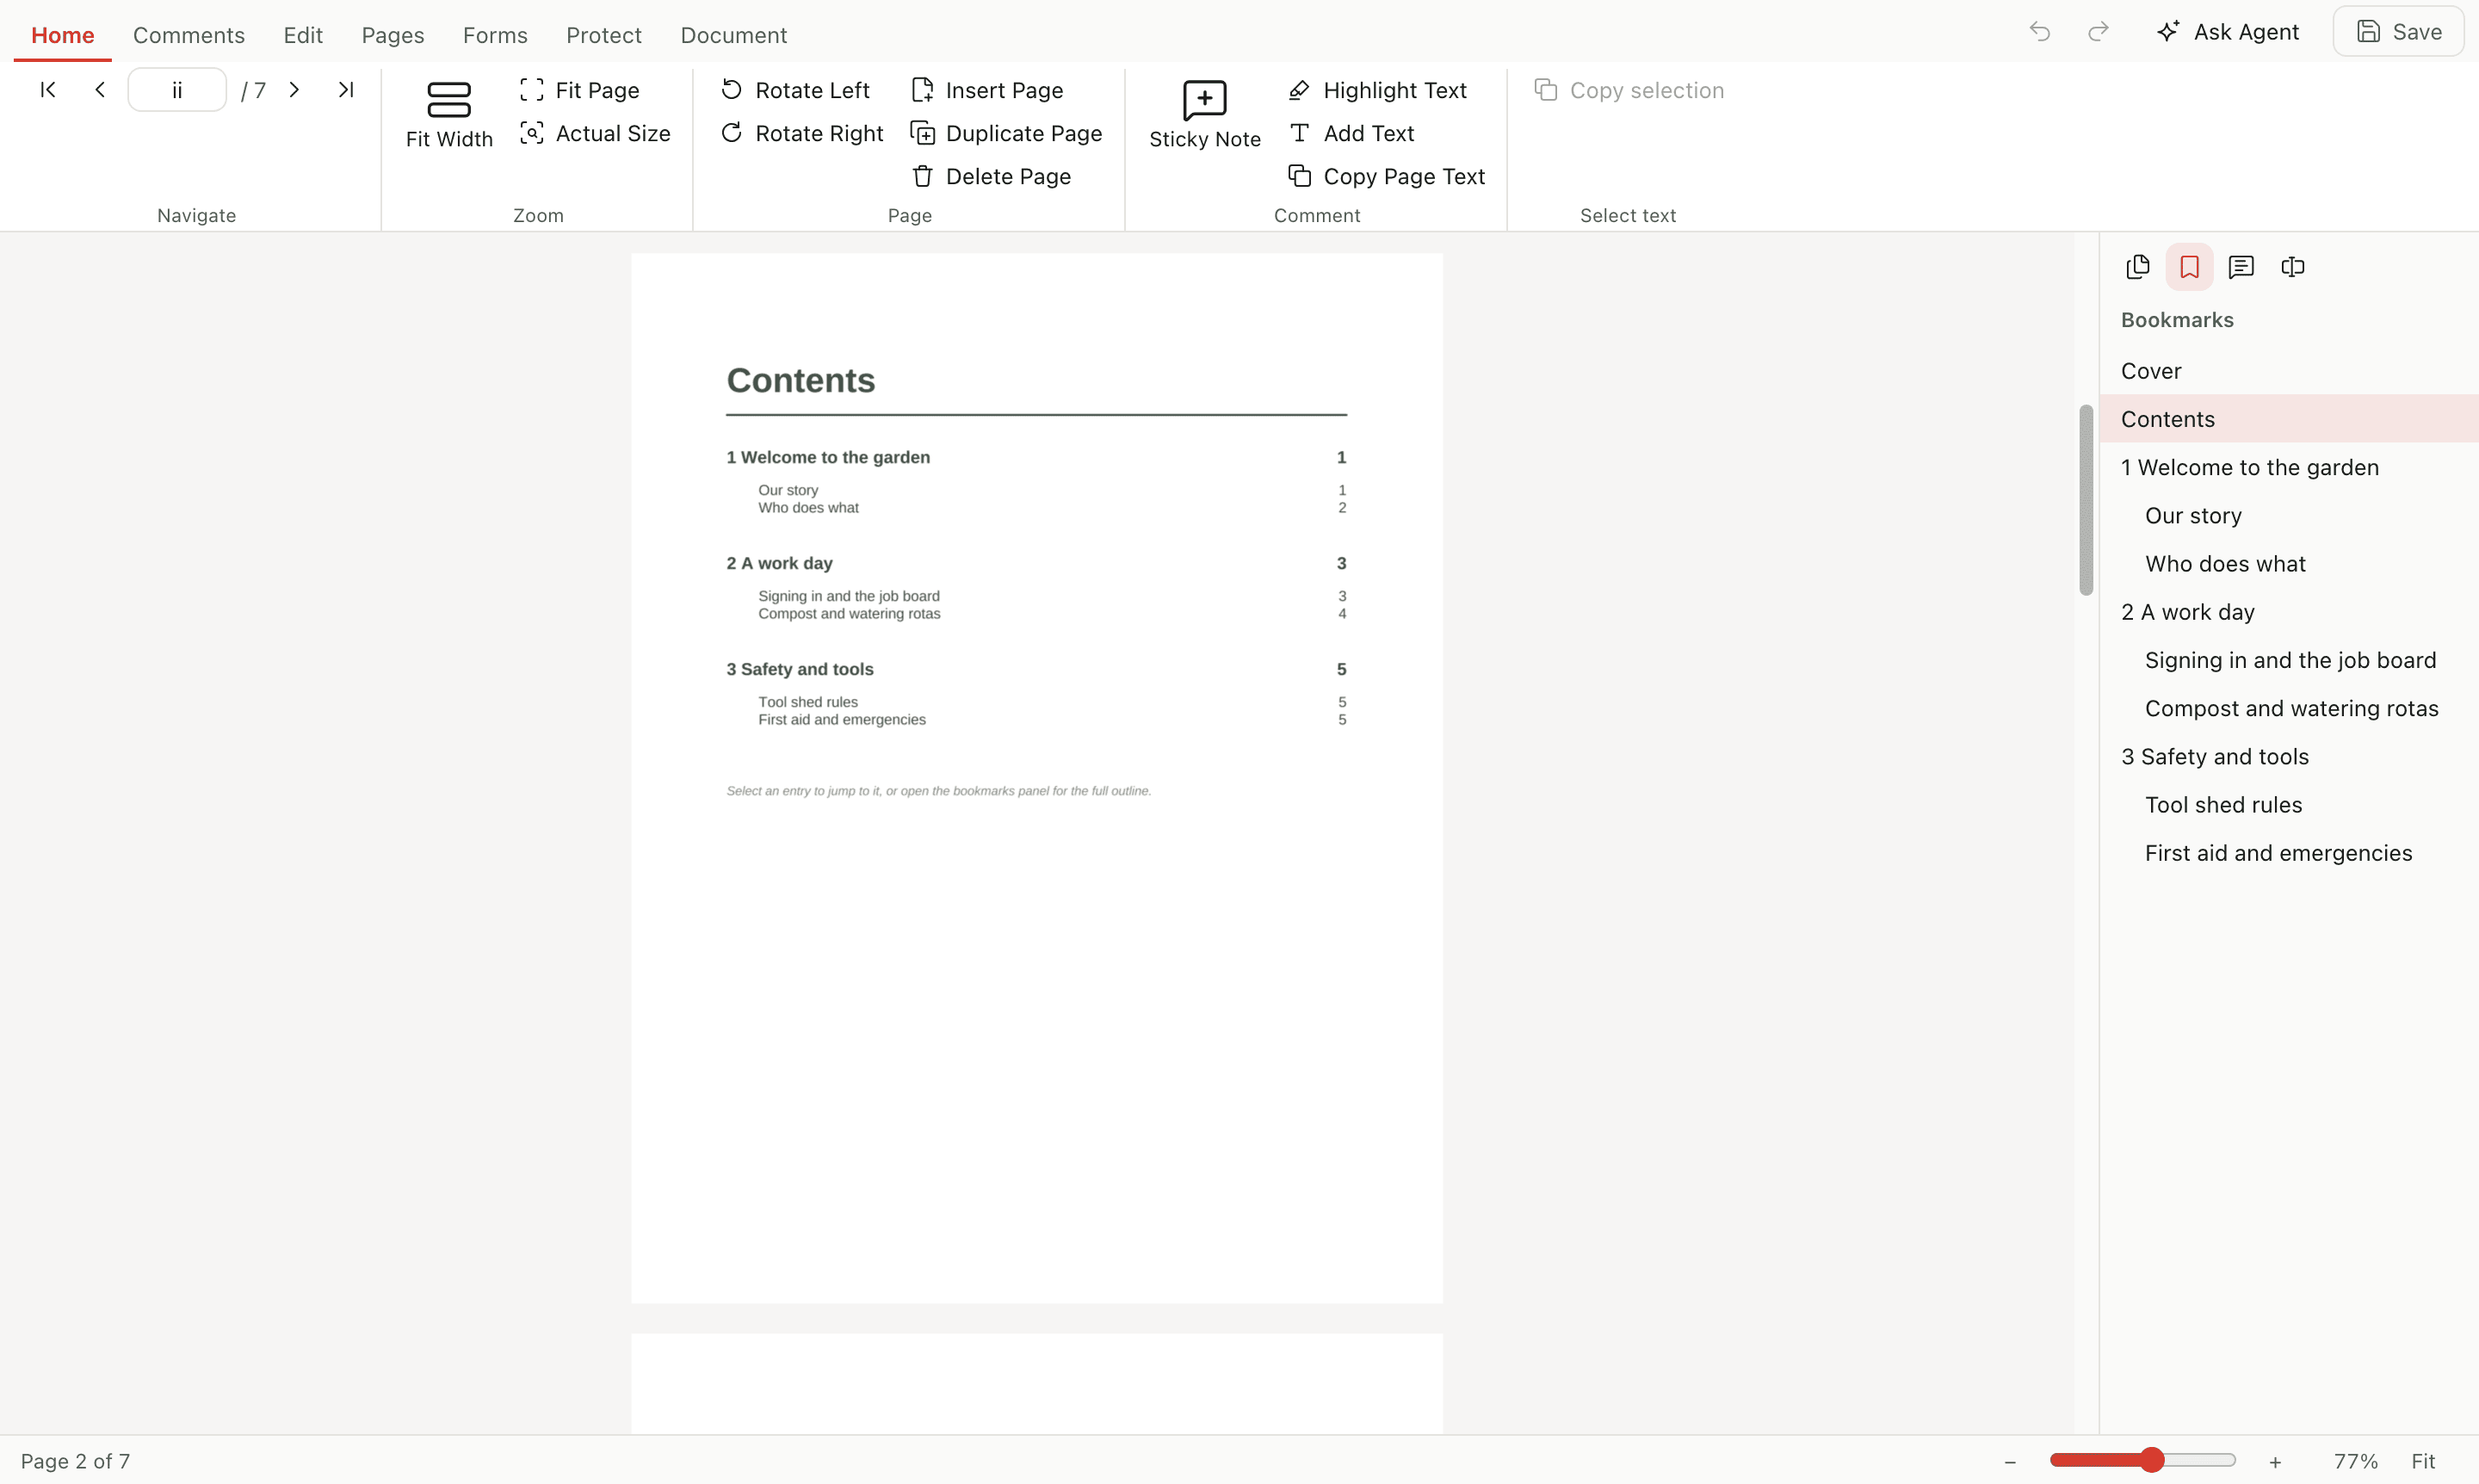 Home Comments Edit Pages Forms Protect Document Ask Agent Save
ii / 7
Fit Width
Fit Page
Actual Size
Rotate Left
Rotate Right
Insert Page
Duplicate Page
Delete Page
Sticky Note
Highlight Text
Add Text
Copy Page Text
Copy selection
Navigate Zoom Page Comment Select text
Contents
1 Welcome to the garden 1
Our story 1
Who does what 2
2 A work day 3
Signing in and the job board 3
Compost and watering rotas 4
3 Safety and tools 5
Tool shed rules 5
First aid and emergencies 5
Select an entry to jump to it, or open the bookmarks panel for the full outline.
Bookmarks
Cover
Contents
1 Welcome to the garden
Our story
Who does what
2 A work day
Signing in and the job board
Compost and watering rotas
3 Safety and tools
Tool shed rules
First aid and emergencies
Page 2 of 7 − + 77% Fit